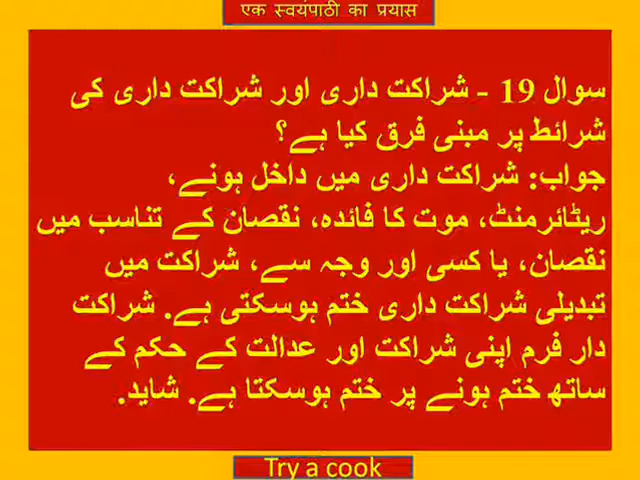 एक स्वयंपाठी का प्रयास
سوال 19 - شراکت داری اور شراکت داری کی
شرائط پر مبنی فرق کیا ہے؟
جواب: شراکت داری میں داخل ہونے،
ریٹائرمنٹ، موت کا فائدہ، نقصان کے تناسب میں
نقصان، یا کسی اور وجہ سے، شراکت میں
تبدیلی شراکت داری ختم ہوسکتی ہے. شراکت
دار فرم اپنی شراکت اور عدالت کے حکم کے
ساتھ ختم ہونے پر ختم ہوسکتا ہے. شاید.
Try a cook